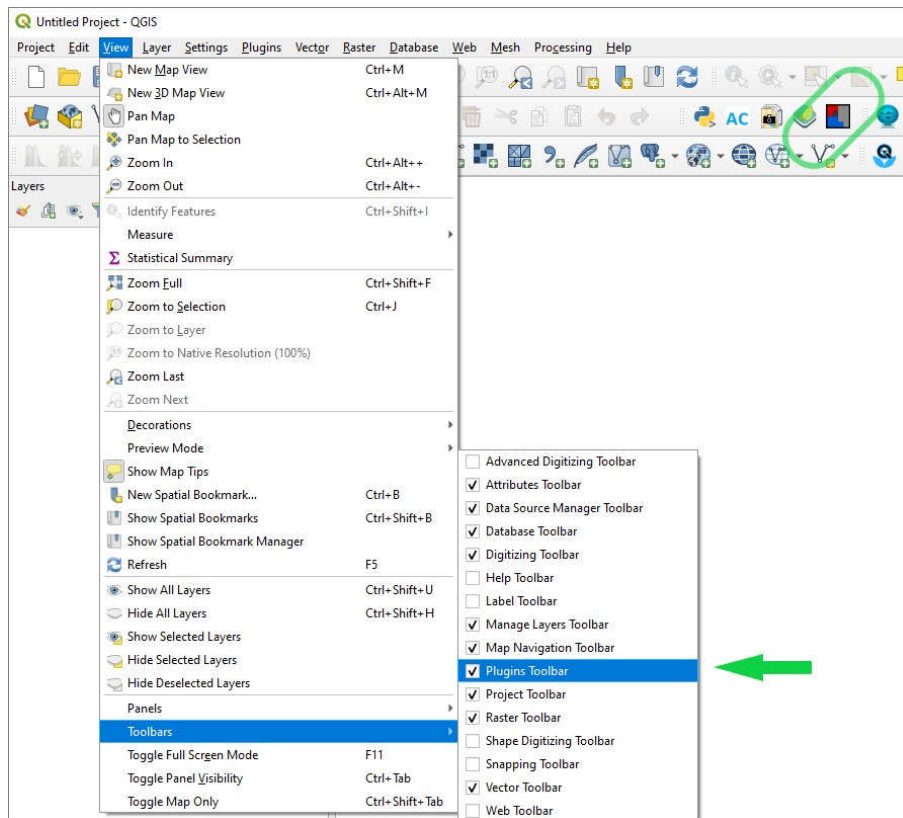 Untitled Project - QGIS
Project Edit View Layer Settings Plugins Vector Raster Database Web Mesh Processing Help
New Map View Ctrl+M
New 3D Map View Ctrl+Alt+M
Pan Map
Pan Map to Selection
Zoom In Ctrl+Alt++
Zoom Out Ctrl+Alt+-
Identify Features Ctrl+Shift+I
Measure
Statistical Summary
Zoom Full Ctrl+Shift+F
Zoom to Selection Ctrl+J
Zoom to Layer
Zoom to Native Resolution (100%)
Zoom Last
Zoom Next
Decorations
Preview Mode
Show Map Tips
New Spatial Bookmark... Ctrl+B
Show Spatial Bookmarks Ctrl+Shift+B
Show Spatial Bookmark Manager
Refresh F5
Show All Layers Ctrl+Shift+U
Hide All Layers Ctrl+Shift+H
Show Selected Layers
Hide Selected Layers
Hide Deselected Layers
Panels
Toolbars
Toggle Full Screen Mode F11
Toggle Panel Visibility Ctrl+Tab
Toggle Map Only Ctrl+Shift+Tab
AC
Layers
Advanced Digitizing Toolbar
Attributes Toolbar
Data Source Manager Toolbar
Database Toolbar
Digitizing Toolbar
Help Toolbar
Label Toolbar
Manage Layers Toolbar
Map Navigation Toolbar
Plugins Toolbar
Project Toolbar
Raster Toolbar
Shape Digitizing Toolbar
Snapping Toolbar
Vector Toolbar
Web Toolbar